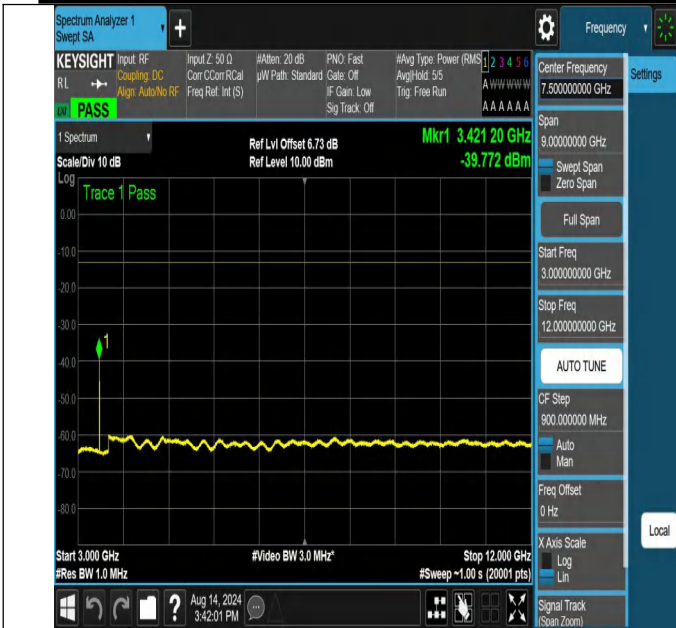 Spectrum Analyzer 1
Swept SA
+
Frequency
KEYSIGHT
RL
PASS
Input: RF
Coupling: DC
Align: Auto/No RF
Input Z: 50 Ω
Corr CCorr RCal
Freq Ref: Int (S)
#Atten: 20 dB
µW Path: Standard
PNO: Fast
Gate: Off
IF Gain: Low
Sig Track: Off
#Avg Type: Power (RMS
Avg|Hold: 5/5
Trig: Free Run
1 2 3 4 5 6
A W W W W W
A A A A A A
1 Spectrum
Scale/Div 10 dB
Ref Lvl Offset 6.73 dB
Ref Level 10.00 dBm
Mkr1 3.421 20 GHz
-39.772 dBm
Log
Trace 1 Pass
0.00
-10.0
-20.0
-30.0
1
-40.0
-50.0
-60.0
-70.0
-80.0
Start 3.000 GHz
#Res BW 1.0 MHz
#Video BW 3.0 MHz*
Stop 12.000 GHz
#Sweep ~1.00 s (20001 pts)
Aug 14, 2024
3:42:01 PM
Center Frequency
7.500000000 GHz
Settings
Span
9.00000000 GHz
Swept Span
Zero Span
Full Span
Start Freq
3.000000000 GHz
Stop Freq
12.000000000 GHz
AUTO TUNE
CF Step
900.000000 MHz
Auto
Man
Freq Offset
0 Hz
Local
X Axis Scale
Log
Lin
Signal Track
(Span Zoom)